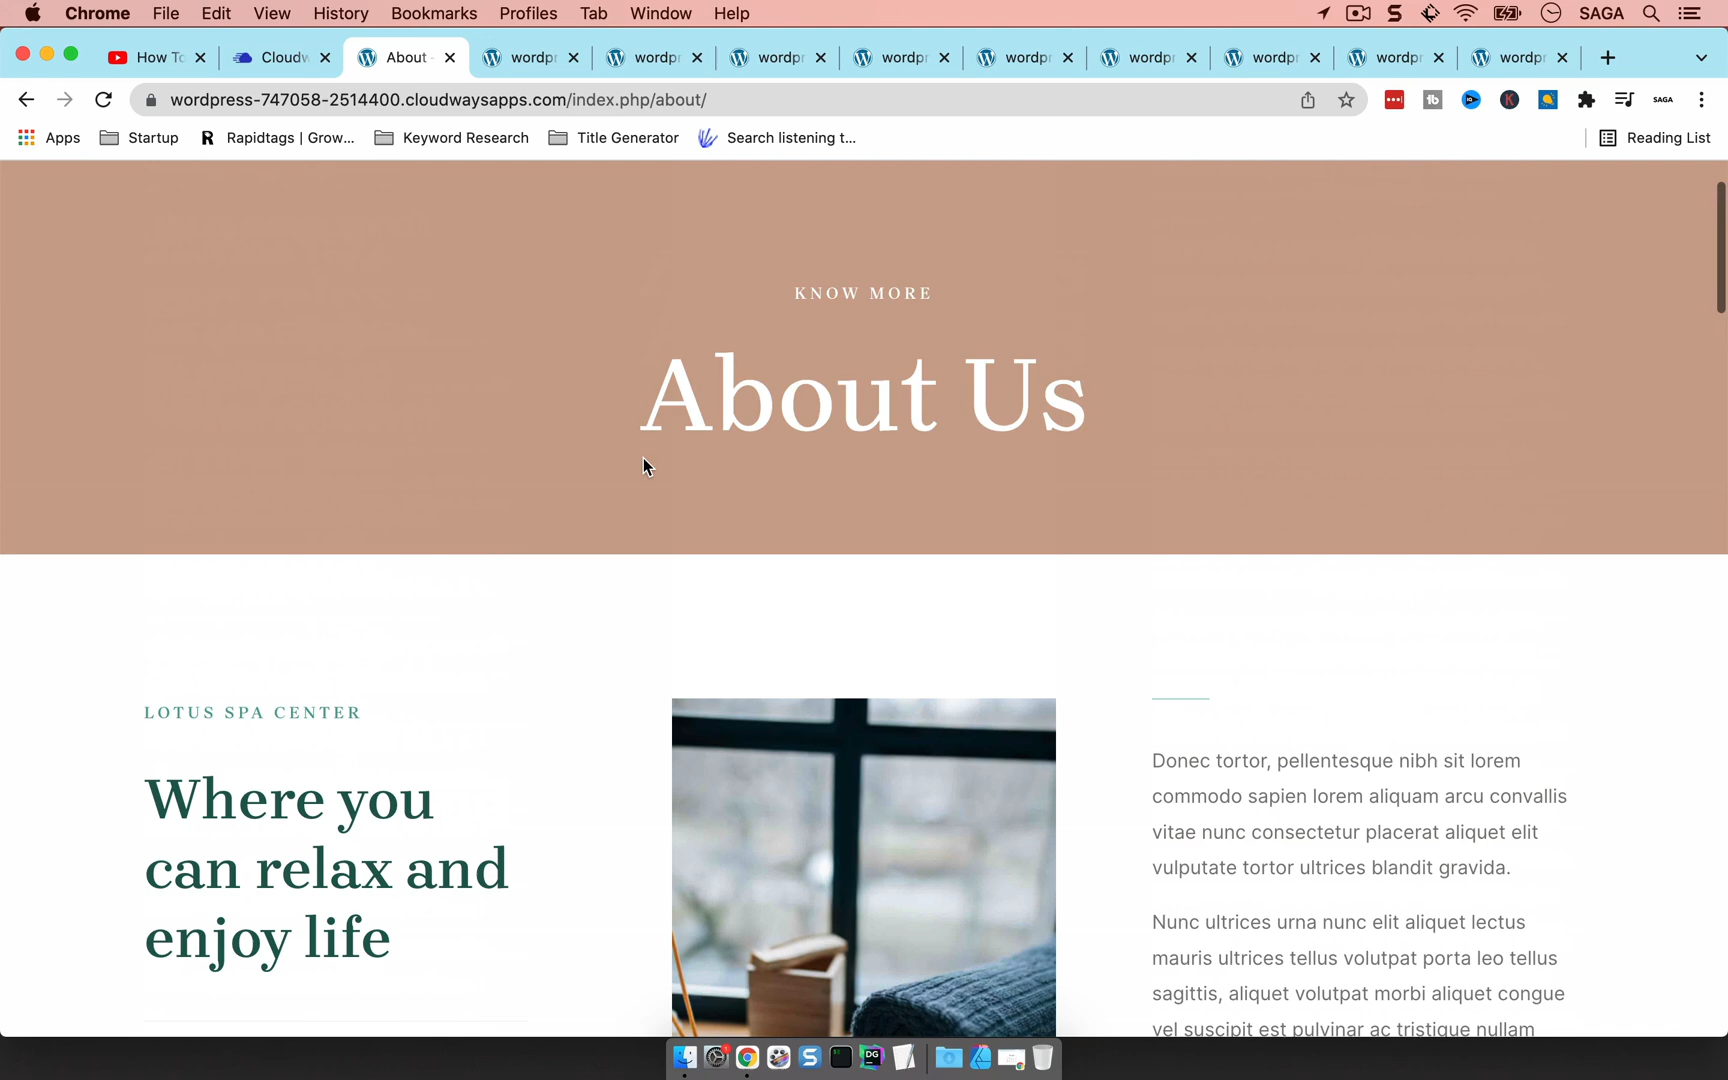 Chrome File Edit View History Bookmarks Profiles Tab Window Help SAGA
How To Cloudw About - wordpr wordpr wordpr wordpr wordpr wordpr wordpr wordpr wordpr
wordpress-747058-2514400.cloudwaysapps.com/index.php/about/
Apps Startup Rapidtags | Grow... Keyword Research Title Generator Search listening t... Reading List
KNOW MORE
About Us
LOTUS SPA CENTER
Where you
can relax and
enjoy life
Donec tortor, pellentesque nibh sit lorem
commodo sapien lorem aliquam arcu convallis
vitae nunc consectetur placerat aliquet elit
vulputate tortor ultrices blandit gravida.
Nunc ultrices urna nunc elit aliquet lectus
mauris ultrices tellus volutpat porta leo tellus
sagittis, aliquet volutpat morbi aliquet congue
vel suscipit est pulvinar ac tristique nullam